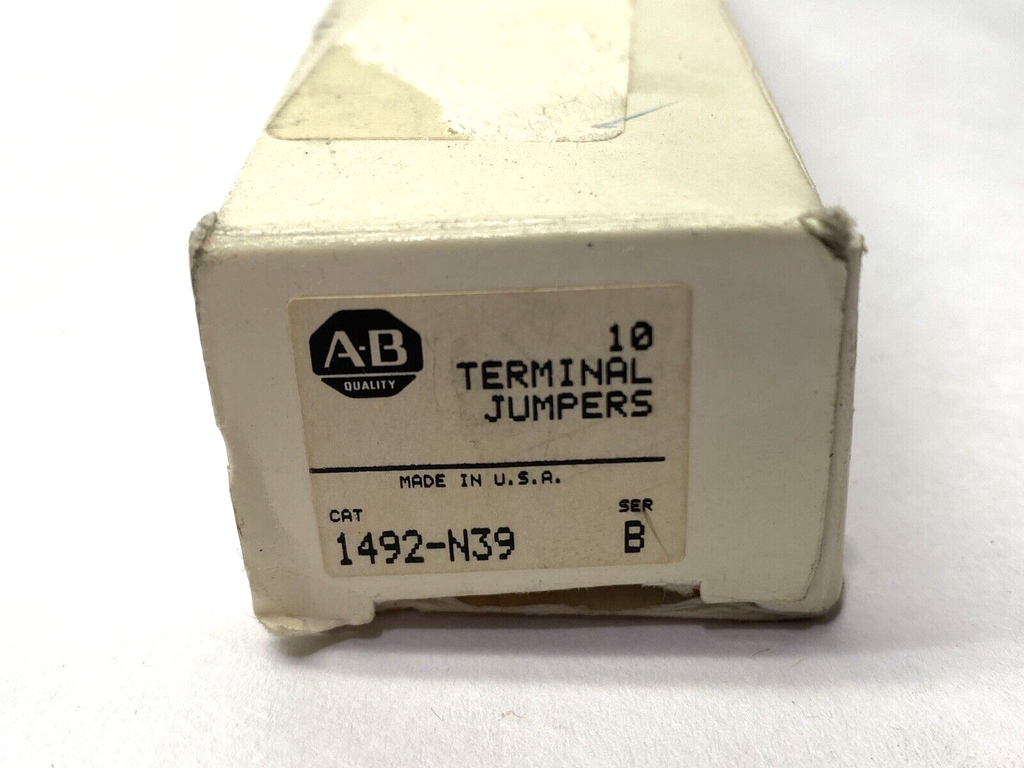 A-B
QUALITY
10
TERMINAL
JUMPERS
MADE IN U.S.A.
CAT
SER
1492-N39
B